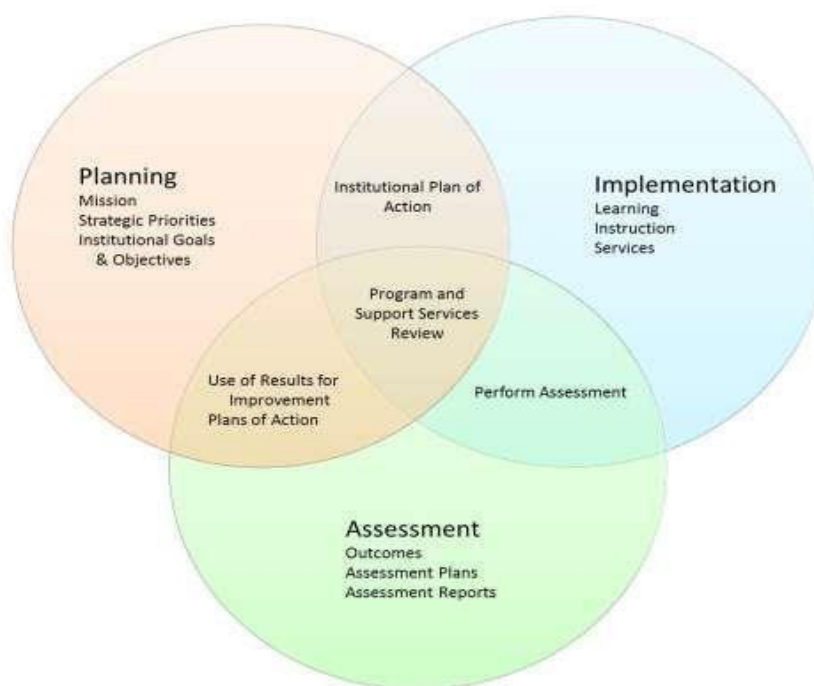 Planning
Mission
Strategic Priorities
Institutional Goals
& Objectives
Institutional Plan of
Action
Implementation
Learning
Instruction
Services
Program and
Support Services
Review
Use of Results for
Improvement
Plans of Action
Perform Assessment
Assessment
Outcomes
Assessment Plans
Assessment Reports